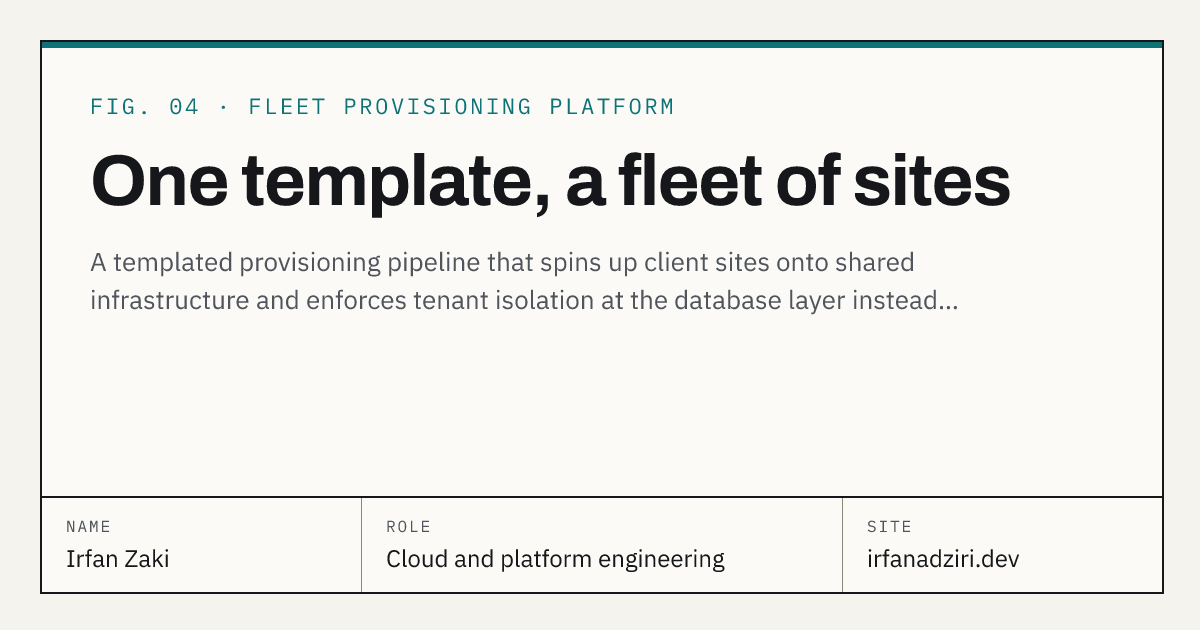 FIG. 04 · FLEET PROVISIONING PLATFORM
One template, a fleet of sites
A templated provisioning pipeline that spins up client sites onto shared
infrastructure and enforces tenant isolation at the database layer instead...
NAME
Irfan Zaki
ROLE
Cloud and platform engineering
SITE
irfanadziri.dev